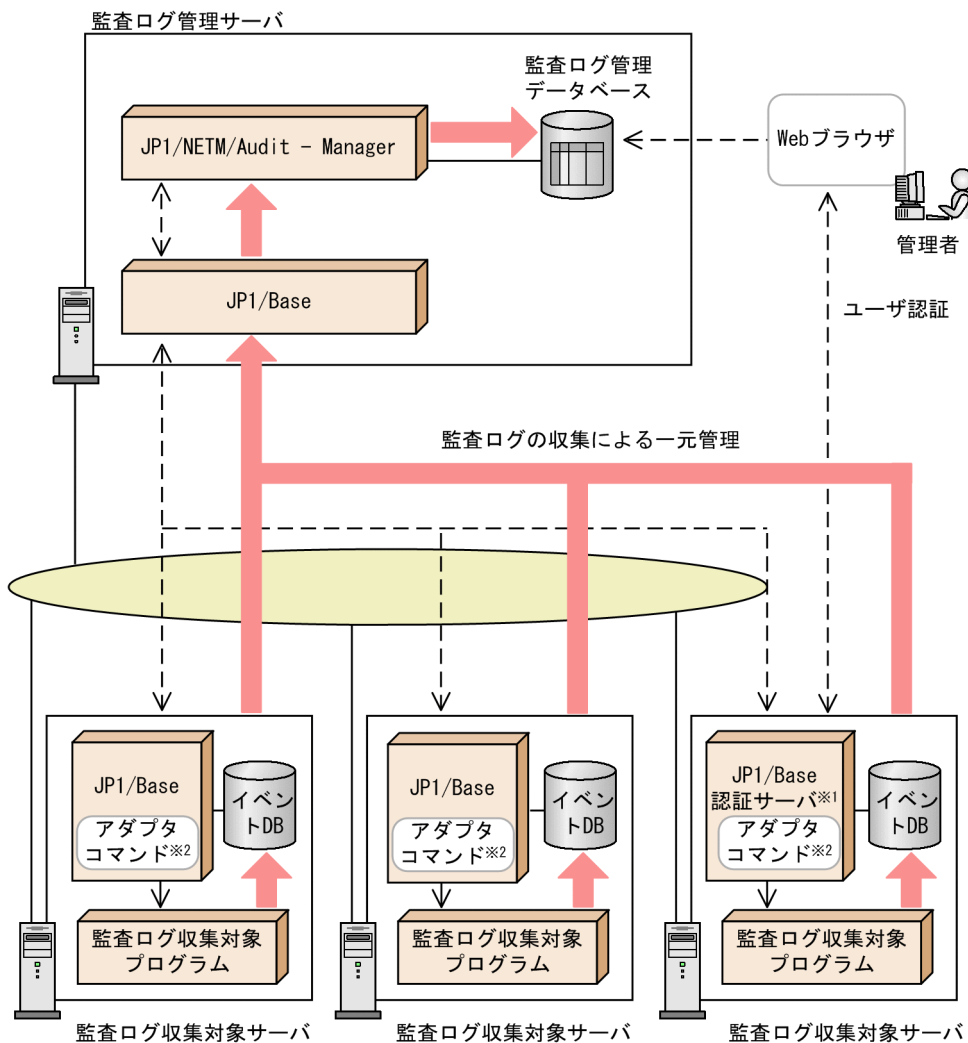 監査ログ管理サーバ
監査ログ管理
データベース
JP1/NETM/Audit － Manager
Webブラウザ
管理者
JP1/Base
ユーザ認証
監査ログの収集による一元管理
JP1/Base
アダプタ
コマンド※2
イベン
トDB
監査ログ収集対象
プログラム
監査ログ収集対象サーバ
JP1/Base
アダプタ
コマンド※2
イベン
トDB
監査ログ収集対象
プログラム
監査ログ収集対象サーバ
JP1/Base
認証サーバ※1
アダプタ
コマンド※2
イベン
トDB
監査ログ収集対象
プログラム
監査ログ収集対象サーバ